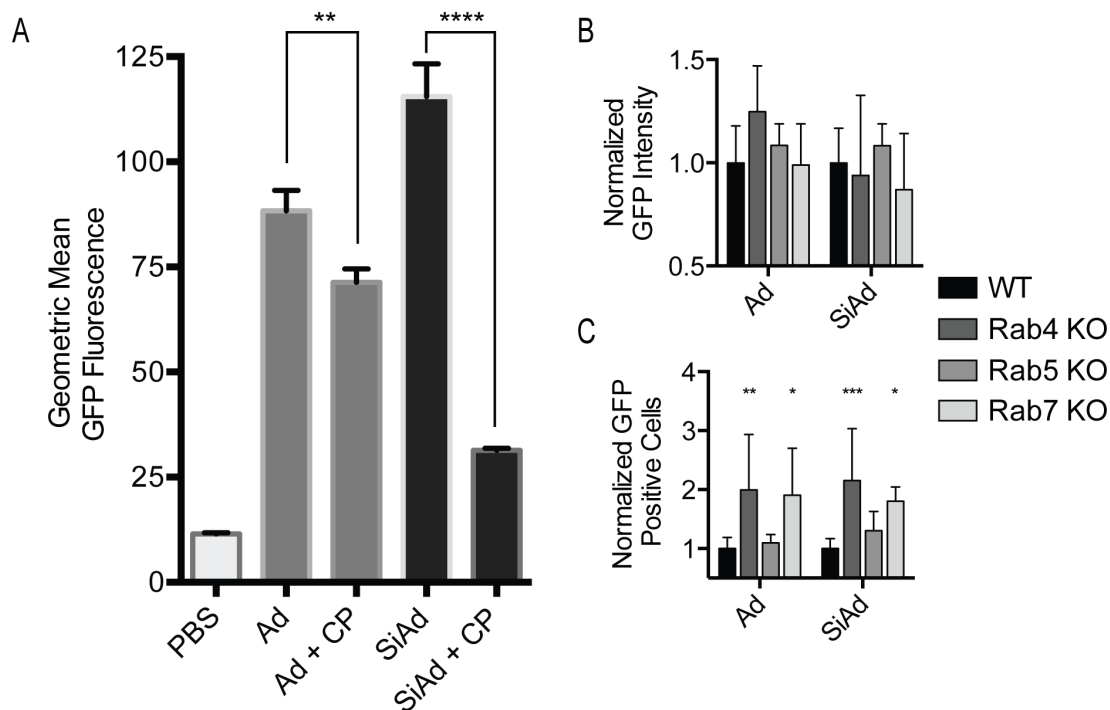 A
**
****
125
100
75
50
25
0
Geometric Mean
GFP Fluorescence
PBS
Ad
Ad + CP
SiAd
SiAd + CP
B
1.5
1.0
0.5
Normalized
GFP Intensity
Ad
SiAd
C
4
3
2
1
Normalized GFP
Positive Cells
**
*
***
*
Ad
SiAd
WT
Rab4 KO
Rab5 KO
Rab7 KO